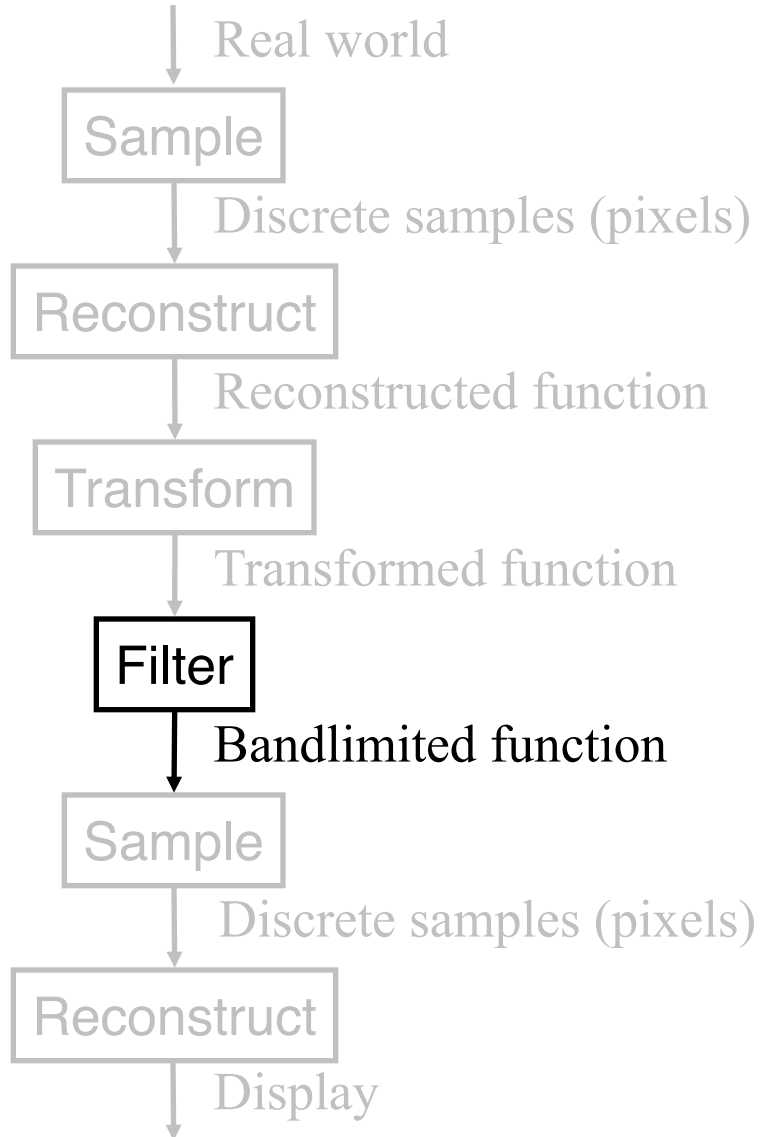 Real world
Sample
Discrete samples (pixels)
Reconstruct
Reconstructed function
Transform
Transformed function
Filter
Bandlimited function
Sample
Discrete samples (pixels)
Reconstruct
Display